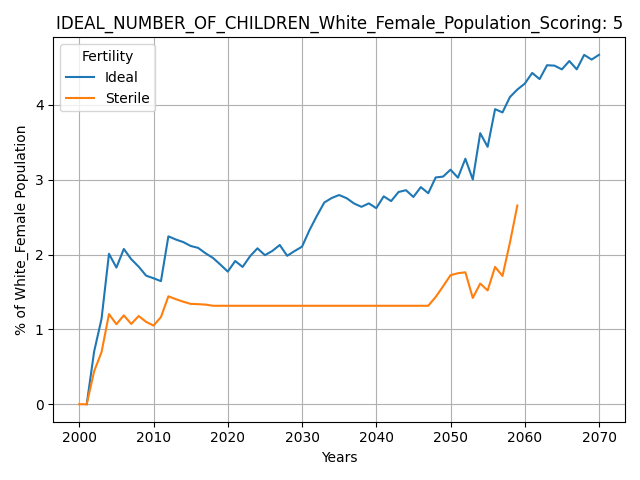 IDEAL_NUMBER_OF_CHILDREN_White_Female_Population_Scoring: 5
Fertility
Ideal
Sterile
% of White_Female Population
4
3
2
1
0
2000 2010 2020 2030 2040 2050 2060 2070
Years